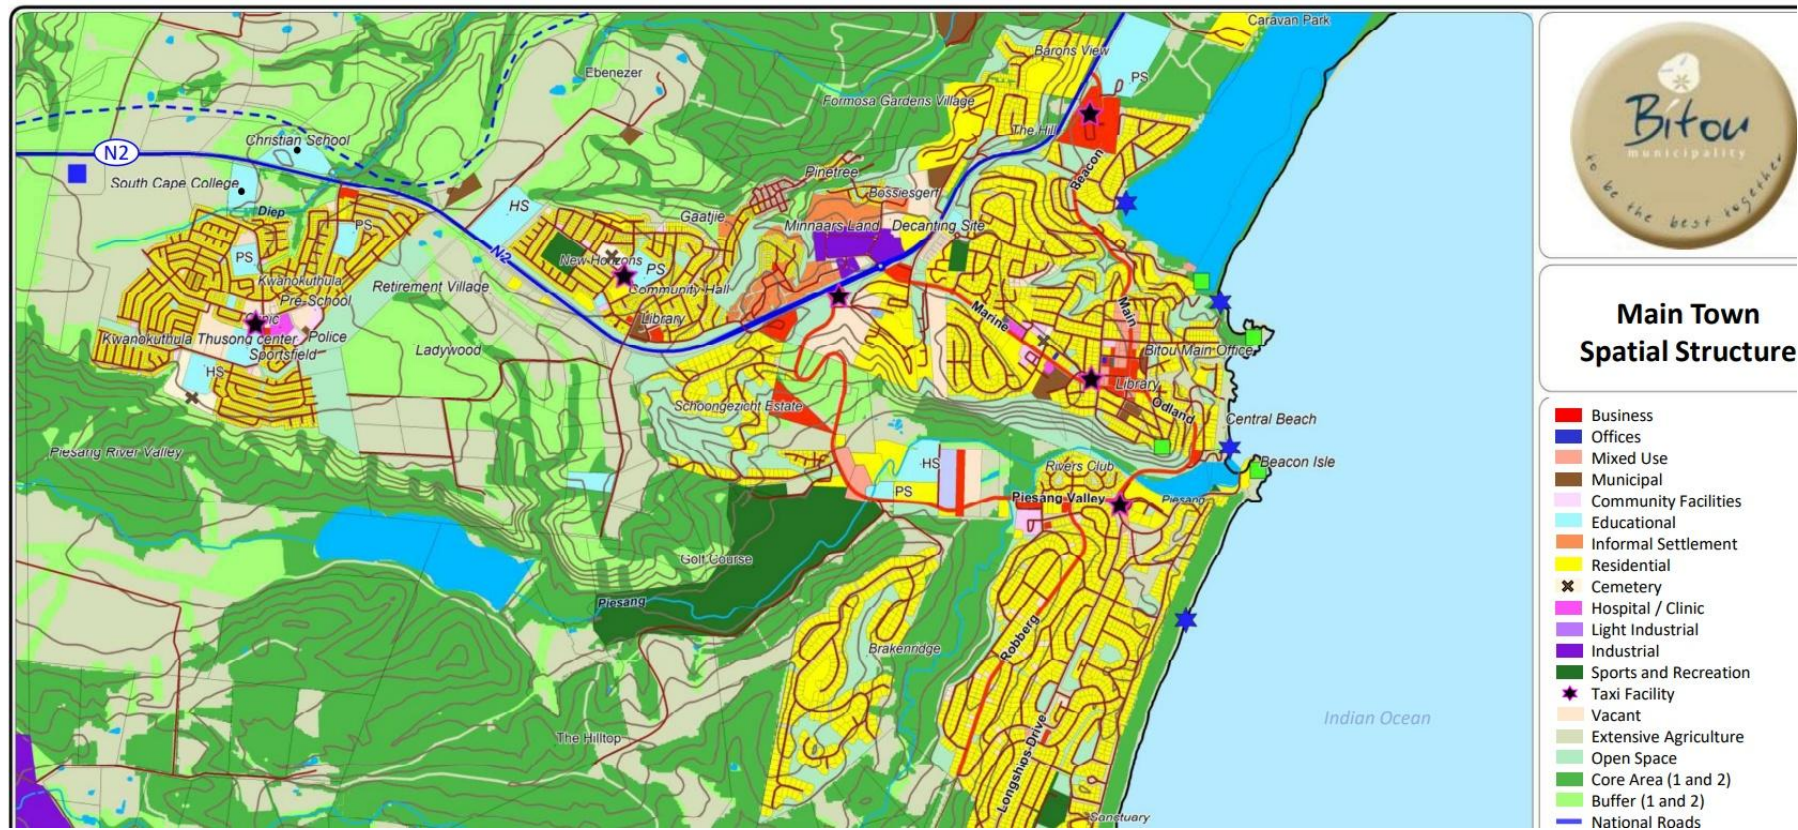 Caravan Park
Barons View
PS
Ebenezer
Formosa Gardens Village
The Hill
Christian School
N2
South Cape College
Pinetree
Beacon
Bossiesgert
HS
Diep
PS
Gaatjie
Minnaars Land
Decanting Site
PS
N2
New Horizons
PS
Kwanokuthula
Pre-School
Retirement Village
Community Hall
Clinic
Library
Marine
Main
Kwanokuthula Thusong center
Police
Sportsfield
Ladywood
Bitou Main Office
HS
Library
Schoongezicht Estate
Odland
Central Beach
Piesang River Valley
HS
Rivers Club
Beacon Isle
PS
Piesang Valley
Piesang
Golf Course
Piesang
Brakenridge
Robberg
Indian Ocean
The Hilltop
Longships Drive
Sanctuary
Bitou
municipality
to be the best together
Main Town
Spatial Structure
Business
Offices
Mixed Use
Municipal
Community Facilities
Educational
Informal Settlement
Residential
Cemetery
Hospital / Clinic
Light Industrial
Industrial
Sports and Recreation
Taxi Facility
Vacant
Extensive Agriculture
Open Space
Core Area (1 and 2)
Buffer (1 and 2)
National Roads